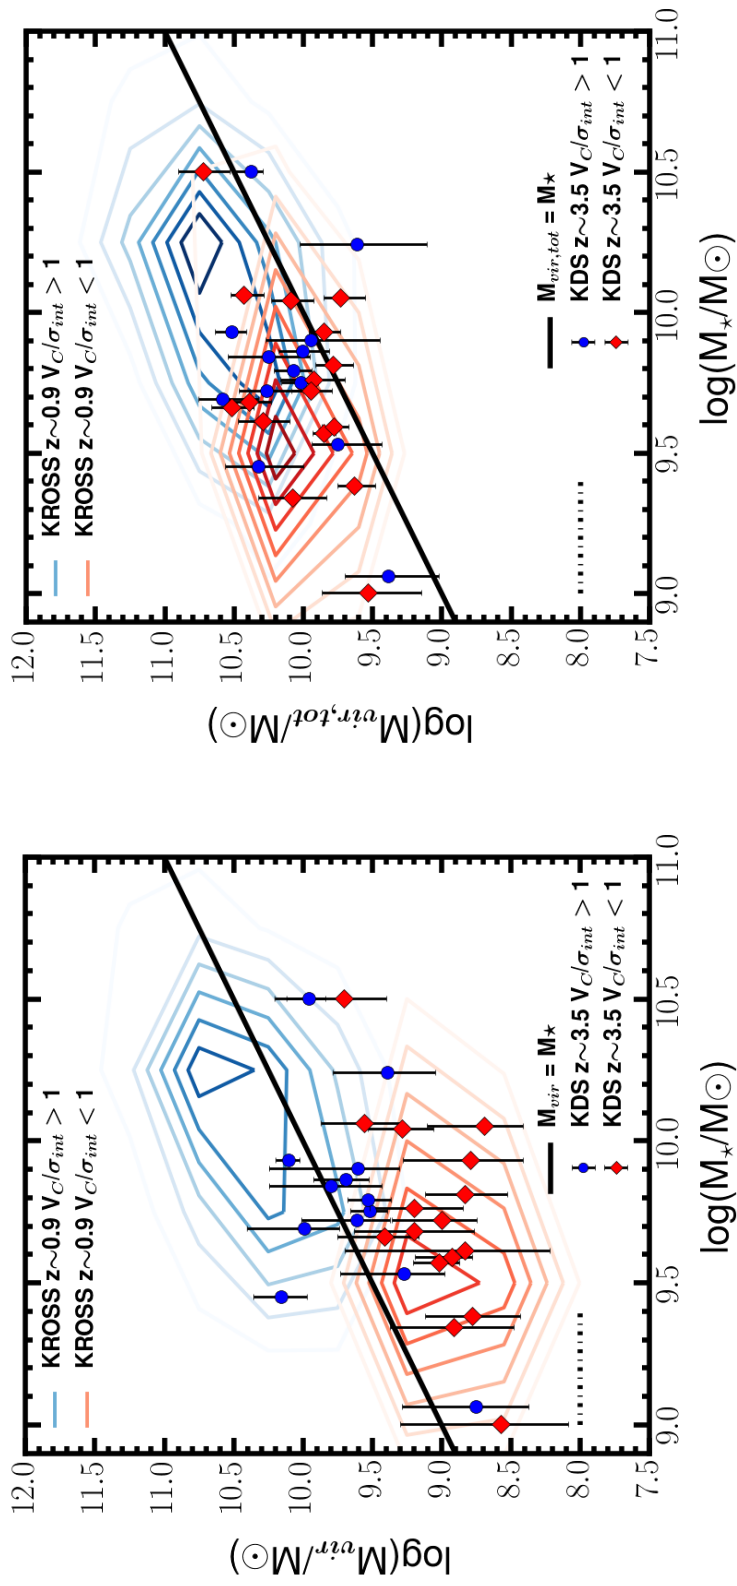 KROSS z~0.9 V_C/σ_int > 1
KROSS z~0.9 V_C/σ_int < 1
M_vir = M★
KDS z~3.5 V_C/σ_int > 1
KDS z~3.5 V_C/σ_int < 1
12.0
11.5
11.0
10.5
10.0
9.5
9.0
8.5
8.0
7.5
log(M_vir/M⊙)
9.0 9.5 10.0 10.5 11.0
log(M⋆/M⊙)
KROSS z~0.9 V_C/σ_int > 1
KROSS z~0.9 V_C/σ_int < 1
M_vir,tot = M★
KDS z~3.5 V_C/σ_int > 1
KDS z~3.5 V_C/σ_int < 1
12.0
11.5
11.0
10.5
10.0
9.5
9.0
8.5
8.0
7.5
log(M_vir,tot/M⊙)
9.0 9.5 10.0 10.5 11.0
log(M⋆/M⊙)